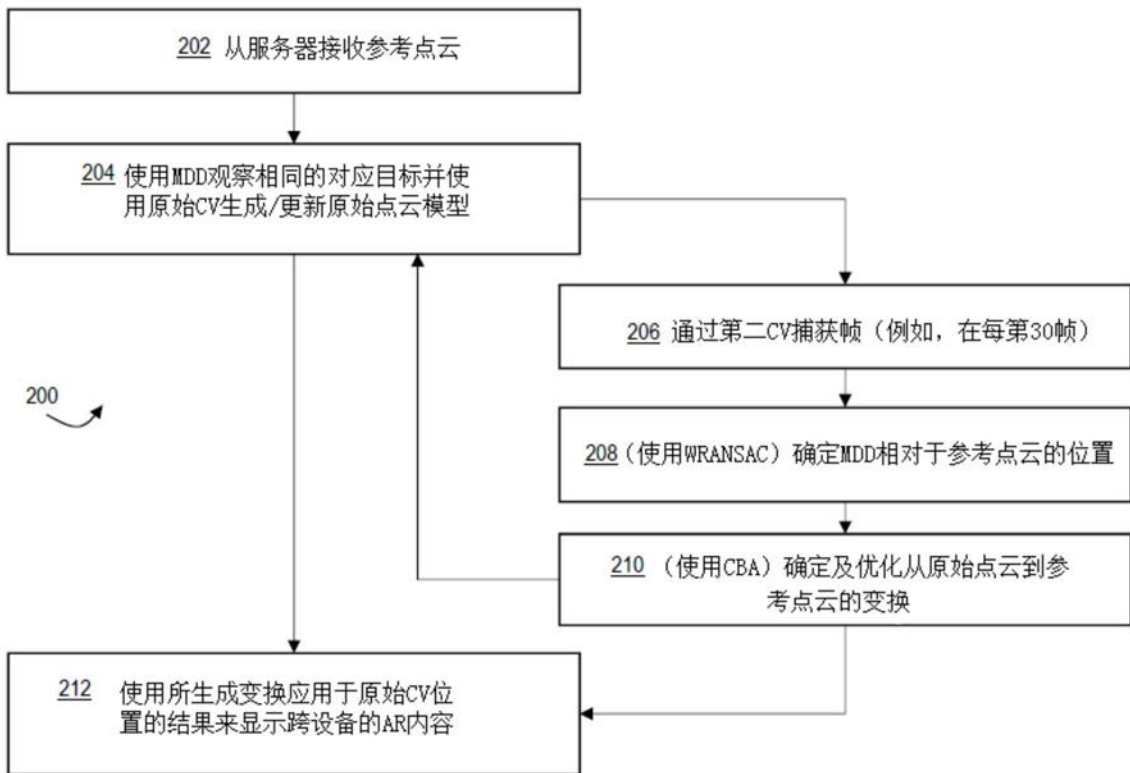 202 从服务器接收参考点云
204 使用MDD观察相同的对应目标并使
用原始CV生成/更新原始点云模型
206 通过第二CV捕获帧（例如，在每第30帧）
200
208（使用WRANSAC）确定MDD相对于参考点云的位置
210 （使用CBA）确定及优化从原始点云到参
考点云的变换
212 使用所生成变换应用于原始CV位
置的结果来显示跨设备的AR内容